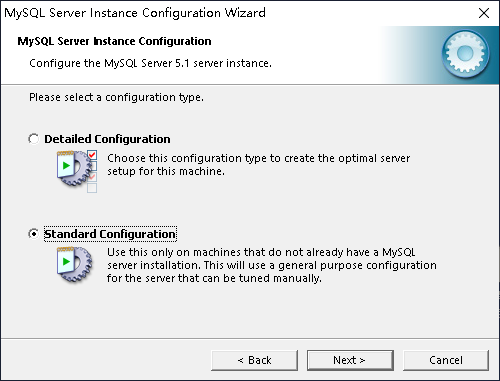 MySQL Server Instance Configuration Wizard
MySQL Server Instance Configuration
Configure the MySQL Server 5.1 server instance.
Please select a configuration type.
Detailed Configuration
Choose this configuration type to create the optimal server
setup for this machine.
Standard Configuration
Use this only on machines that do not already have a MySQL
server installation. This will use a general purpose configuration
for the server that can be tuned manually.
< Back
Next >
Cancel